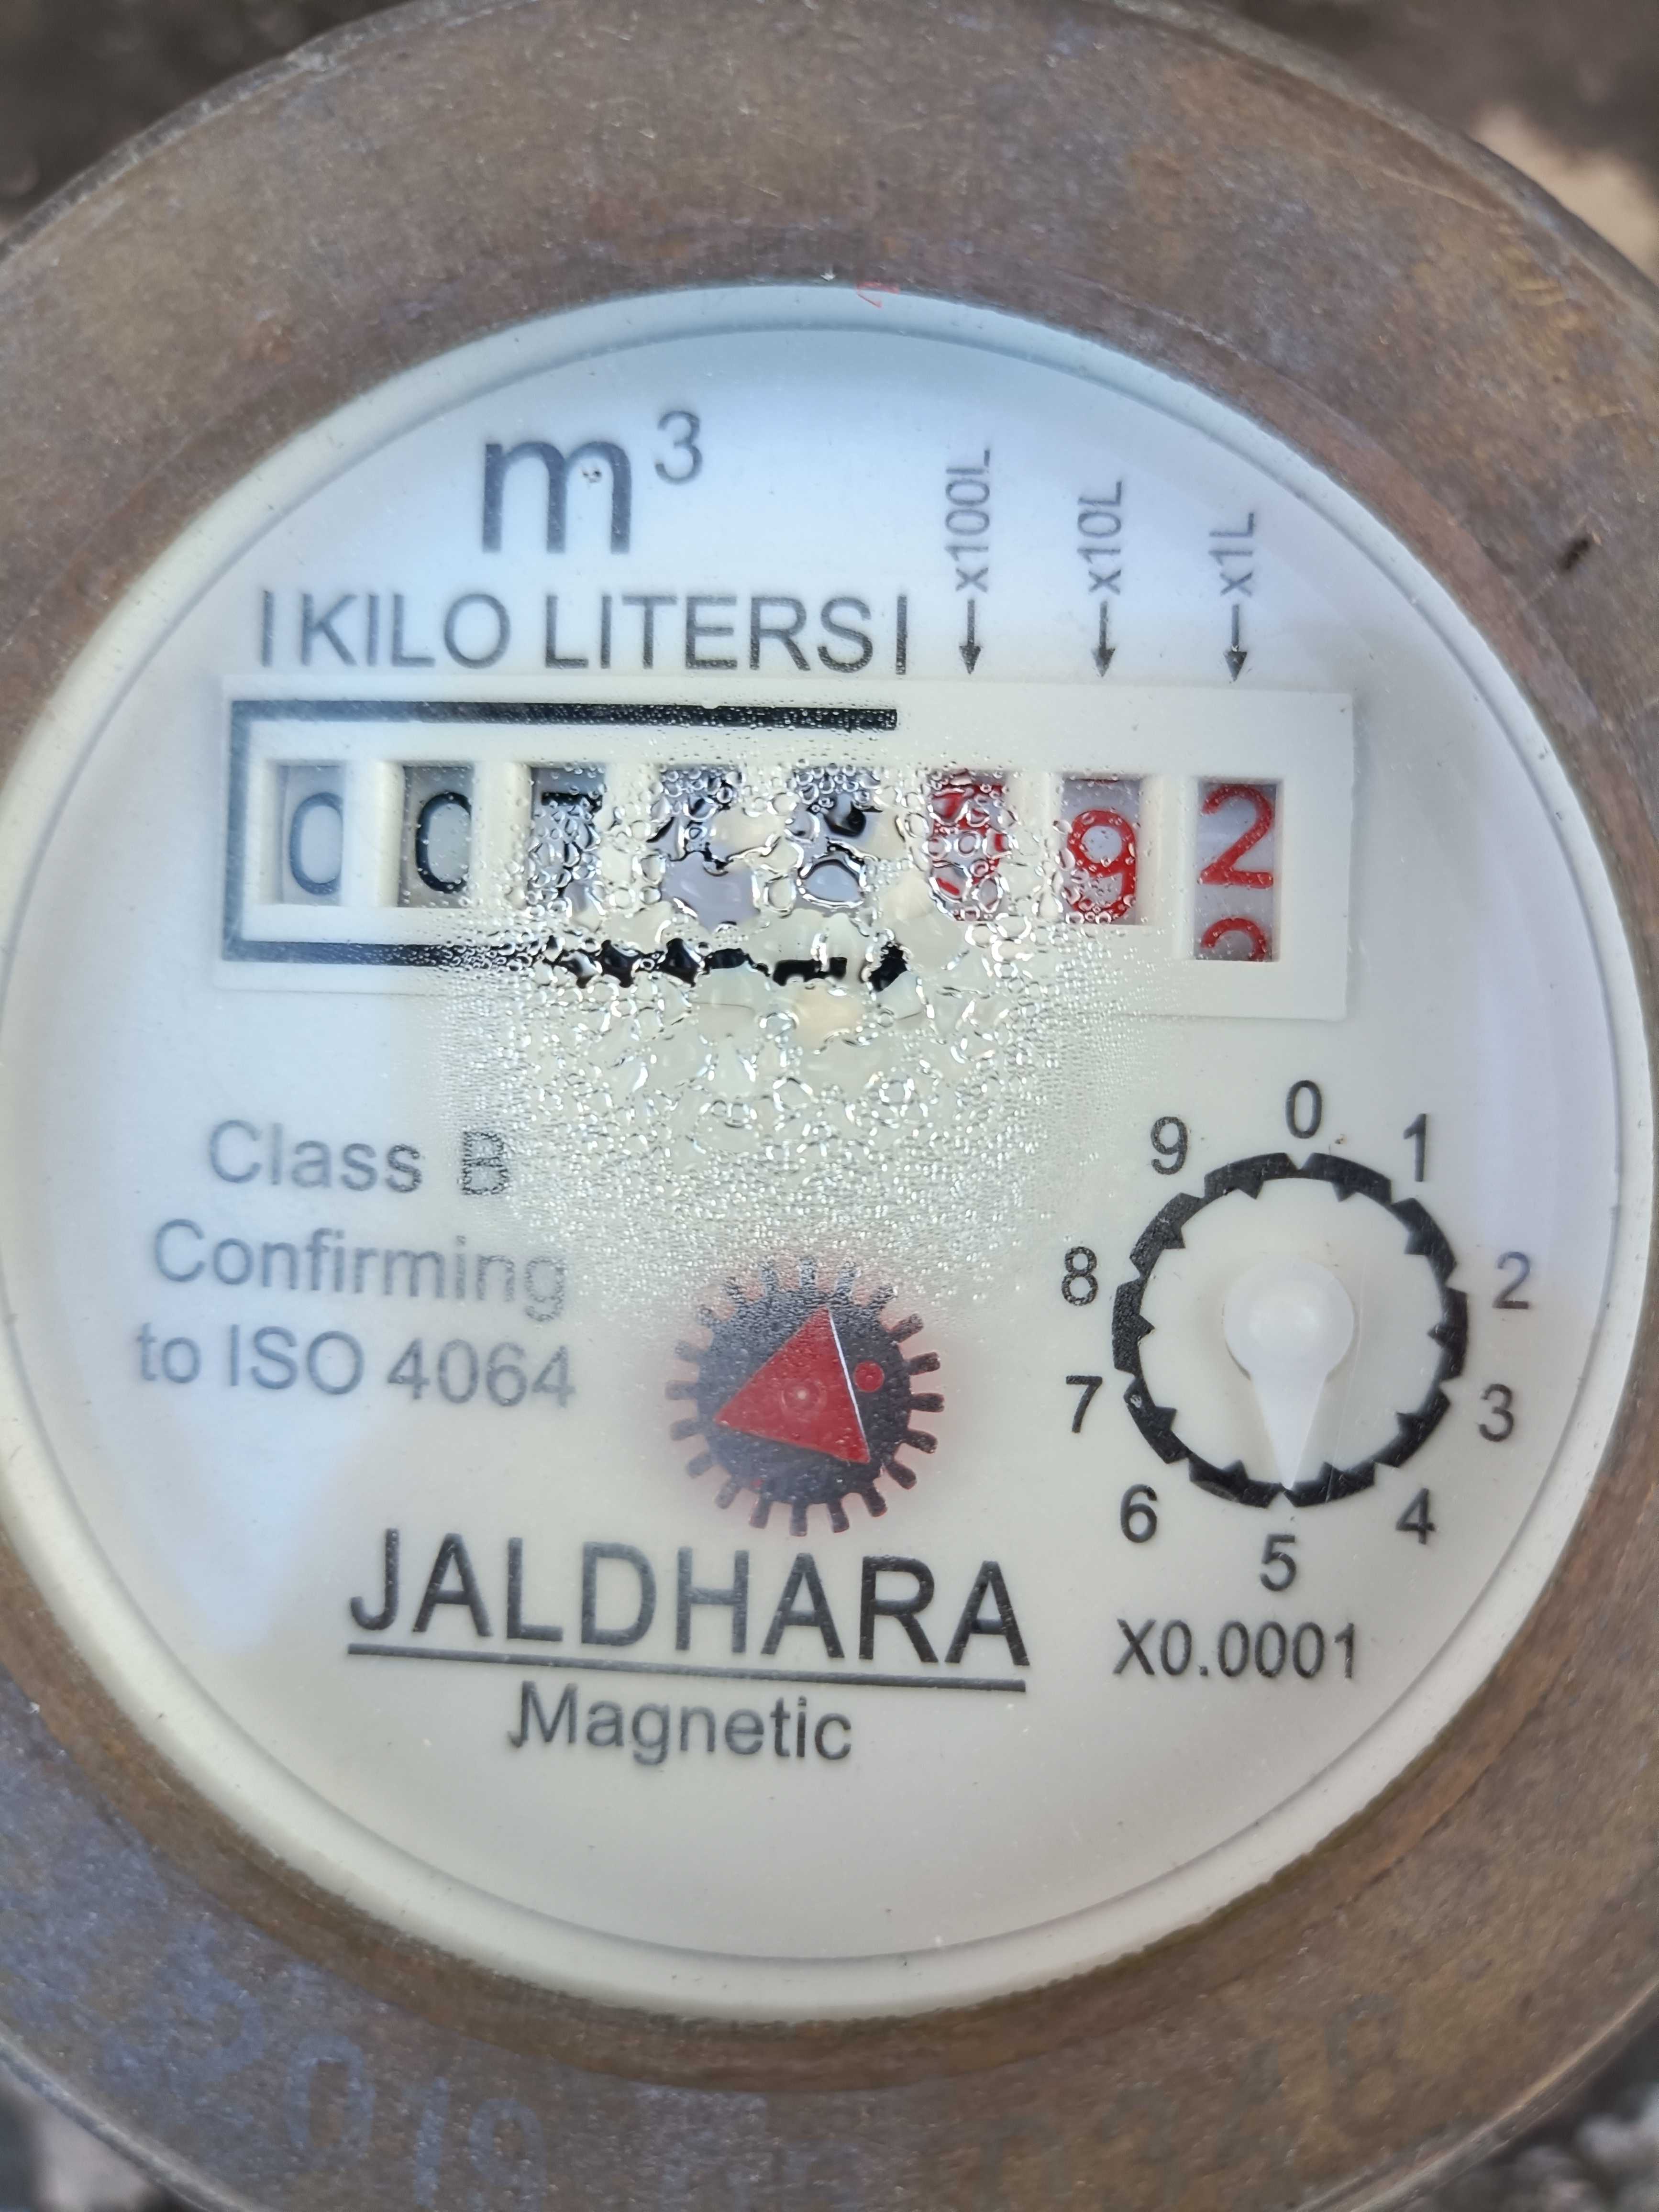 m³
x100L x10L x1L
KILO LITERS
0 0 9 2
Class B
Confirming
to ISO 4064
0 1 2 3 4 5 6 7 8 9
X0.0001
JALDHARA
Magnetic
2019